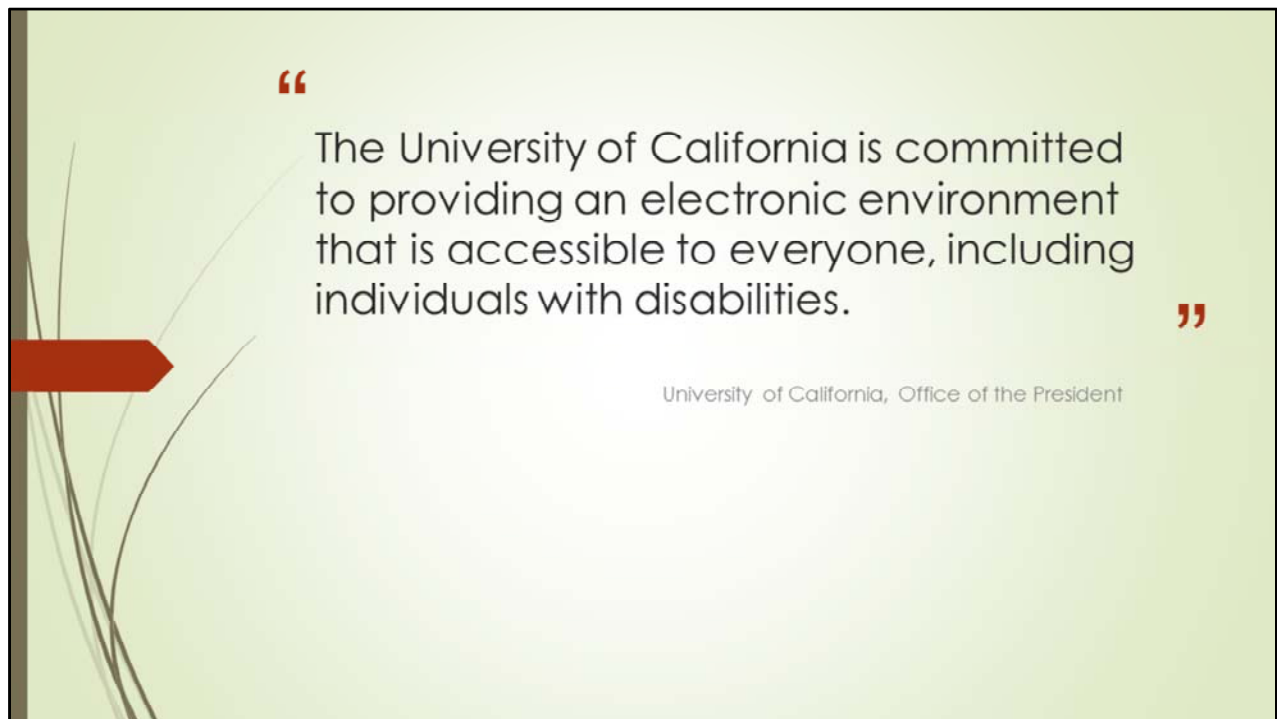 “
The University of California is committed
to providing an electronic environment
that is accessible to everyone, including
individuals with disabilities.
”
University of California, Office of the President